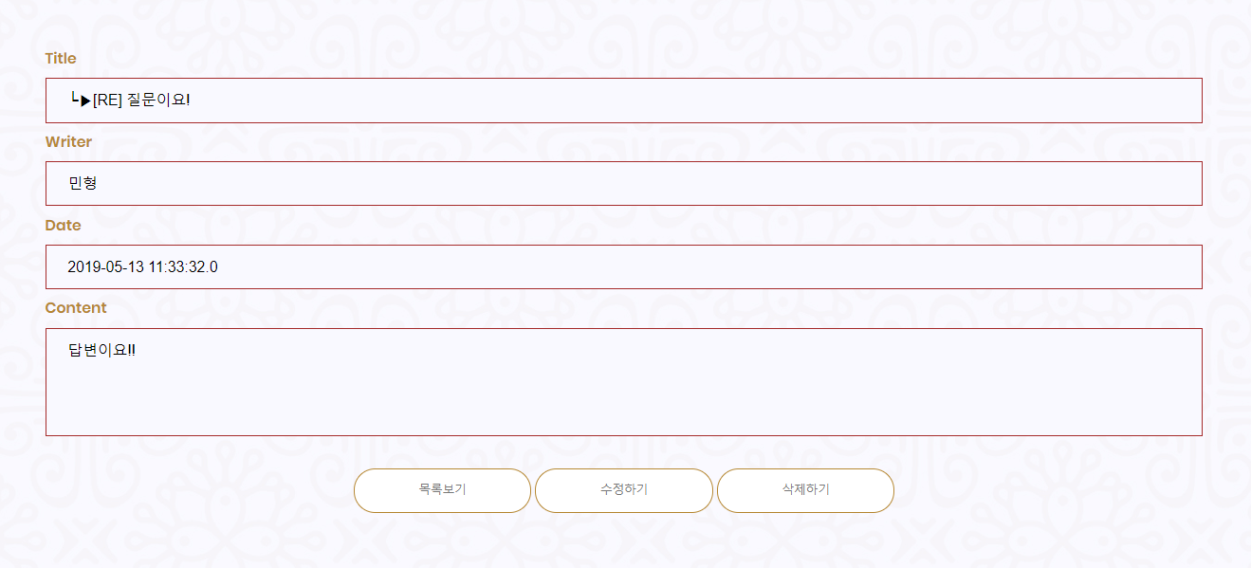 Title
┗▶[RE] 질문이요!
Writer
민형
Date
2019-05-13 11:33:32.0
Content
답변이요!!
목록보기 수정하기 삭제하기